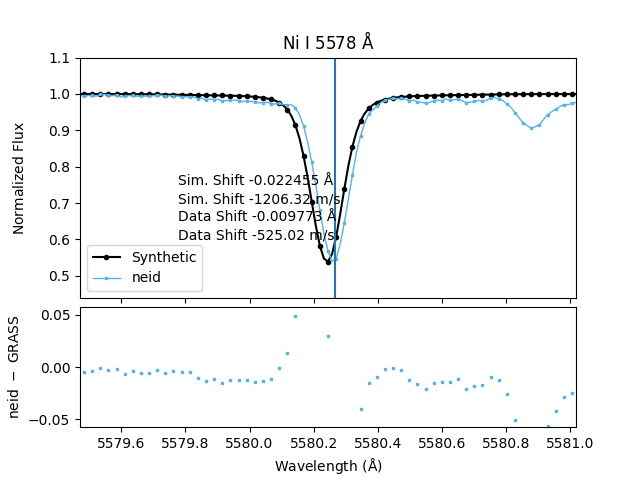 Ni I 5578 Å
1.1
1.0
0.9
0.8
0.7
0.6
0.5
Normalized Flux
Sim. Shift -0.022455 Å
Sim. Shift -1206.32 m/s
Data Shift -0.009773 Å
Data Shift -525.02 m/s
Synthetic
neid
0.05
0.00
−0.05
neid − GRASS
5579.6 5579.8 5580.0 5580.2 5580.4 5580.6 5580.8 5581.0
Wavelength (Å)